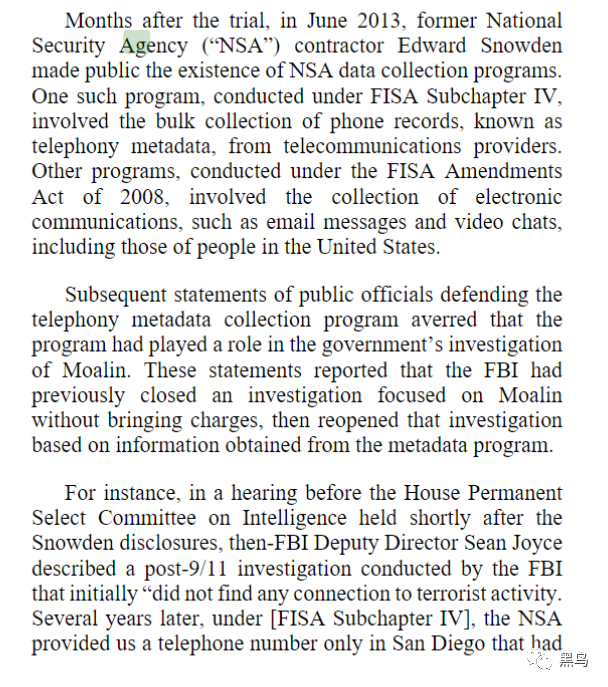 Months after the trial, in June 2013, former National
Security Agency (“NSA”) contractor Edward Snowden
made public the existence of NSA data collection programs.
One such program, conducted under FISA Subchapter IV,
involved the bulk collection of phone records, known as
telephony metadata, from telecommunications providers.
Other programs, conducted under the FISA Amendments
Act of 2008, involved the collection of electronic
communications, such as email messages and video chats,
including those of people in the United States.
Subsequent statements of public officials defending the
telephony metadata collection program averred that the
program had played a role in the government’s investigation
of Moalin. These statements reported that the FBI had
previously closed an investigation focused on Moalin
without bringing charges, then reopened that investigation
based on information obtained from the metadata program.
For instance, in a hearing before the House Permanent
Select Committee on Intelligence held shortly after the
Snowden disclosures, then-FBI Deputy Director Sean Joyce
described a post-9/11 investigation conducted by the FBI
that initially “did not find any connection to terrorist activity.
Several years later, under [FISA Subchapter IV], the NSA
provided us a telephone number only in San Diego that had
黑鸟